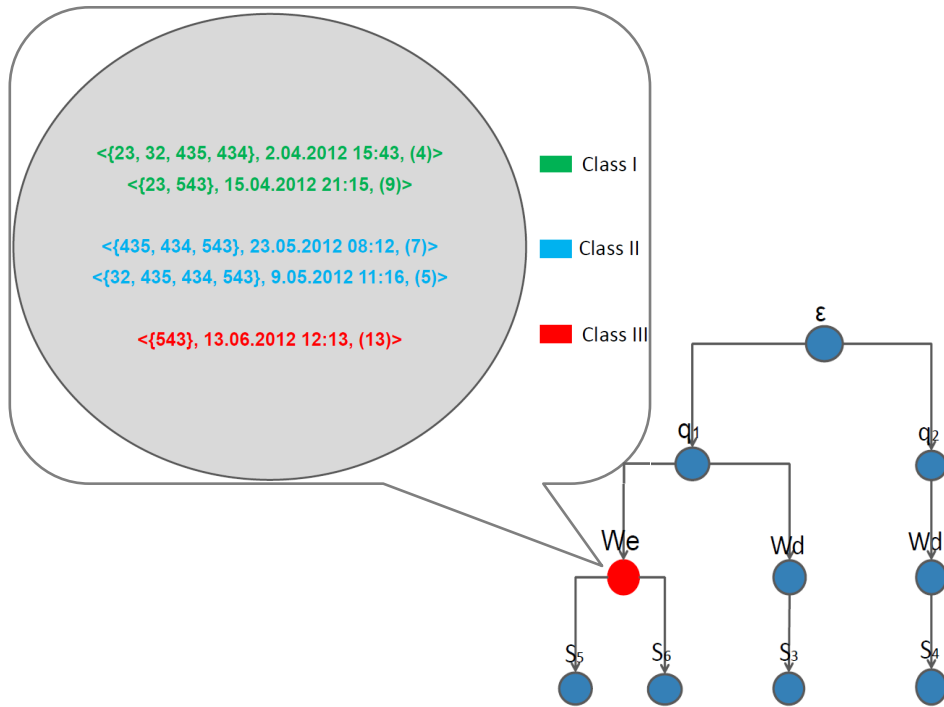 <{23, 32, 435, 434}, 2.04.2012 15:43, (4)>
<{23, 543}, 15.04.2012 21:15, (9)>
<{435, 434, 543}, 23.05.2012 08:12, (7)>
<{32, 435, 434, 543}, 9.05.2012 11:16, (5)>
<{543}, 13.06.2012 12:13, (13)>
Class I
Class II
Class III
ε
q₁
q₂
We
Wd
Wd
S₅
S₆
S₃
S₄